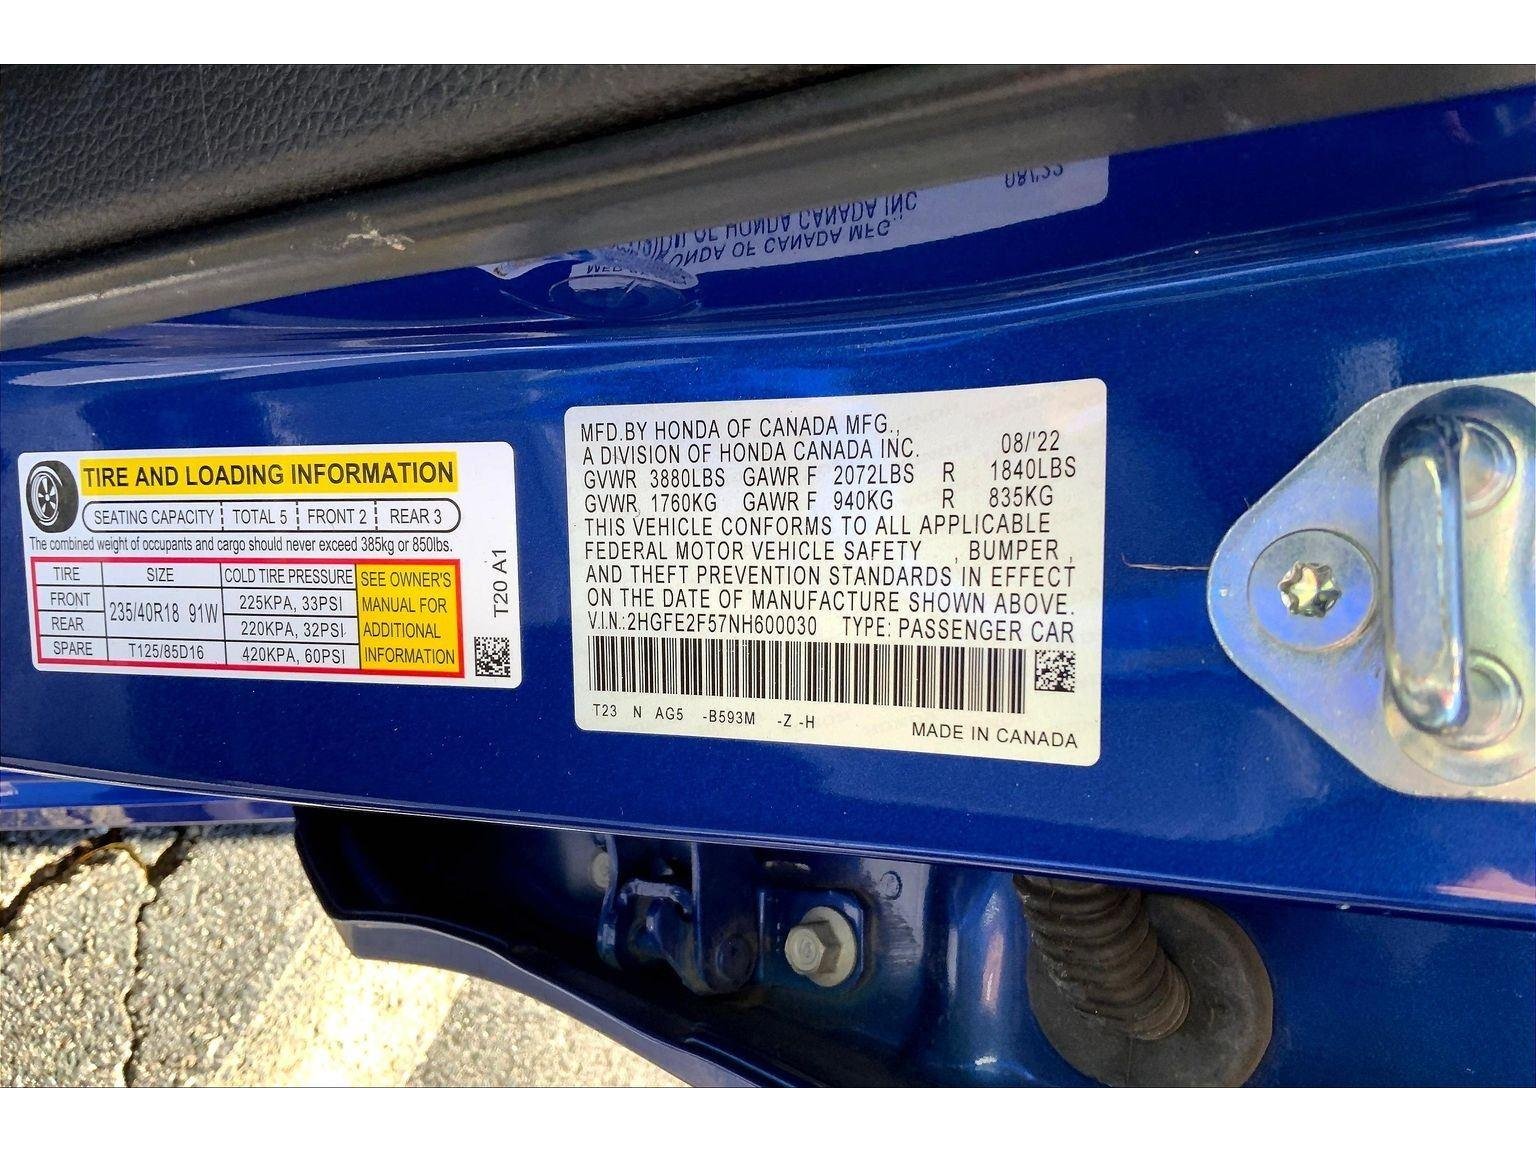 TIRE AND LOADING INFORMATION
SEATING CAPACITY TOTAL 5 FRONT 2 REAR 3
The combined weight of occupants and cargo should never exceed 385kg or 850lbs.
TIRE SIZE COLD TIRE PRESSURE SEE OWNER'S MANUAL FOR ADDITIONAL INFORMATION
FRONT 235/40R18 91W 225KPA, 33PSI
REAR 220KPA, 32PSI
SPARE T125/85D16 420KPA, 60PSI
T20 A1
MFD.BY HONDA OF CANADA MFG.,
A DIVISION OF HONDA CANADA INC. 08/'22
GVWR 3880LBS GAWR F 2072LBS R 1840LBS
GVWR 1760KG GAWR F 940KG R 835KG
THIS VEHICLE CONFORMS TO ALL APPLICABLE
FEDERAL MOTOR VEHICLE SAFETY , BUMPER ,
AND THEFT PREVENTION STANDARDS IN EFFECT
ON THE DATE OF MANUFACTURE SHOWN ABOVE.
V.I.N.:2HGFE2F57NH600030 TYPE: PASSENGER CAR
T23 N AG5 -B593M -Z -H
MADE IN CANADA